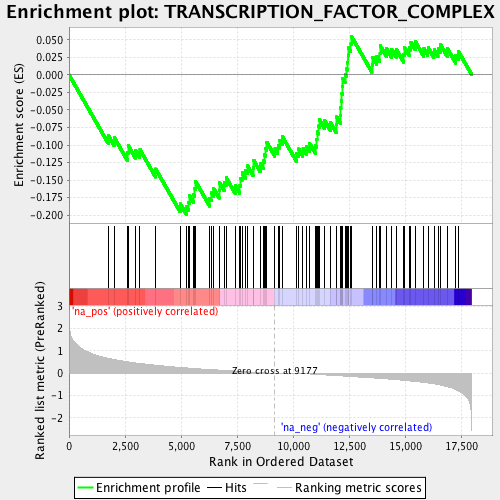 Enrichment plot: TRANSCRIPTION_FACTOR_COMPLEX
Enrichment score (ES)
0.050
0.025
0.000
-0.025
-0.050
-0.075
-0.100
-0.125
-0.150
-0.175
-0.200
Ranked list metric (PreRanked)
3
2
1
0
-1
-2
'na_pos' (positively correlated)
Zero cross at 9177
'na_neg' (negatively correlated)
0
2,500
5,000
7,500
10,000
12,500
15,000
17,500
Rank in Ordered Dataset
Enrichment profile
Hits
Ranking metric scores